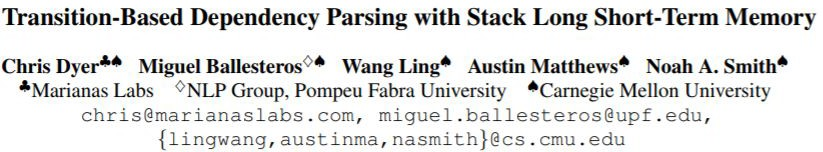 Transition-Based Dependency Parsing with Stack Long Short-Term Memory
Chris Dyer♣♠ Miguel Ballesteros♢♠ Wang Ling♠ Austin Matthews♠ Noah A. Smith♠
♣Marianas Labs ♢NLP Group, Pompeu Fabra University ♠Carnegie Mellon University
chris@marianaslabs.com, miguel.ballesteros@upf.edu,
{lingwang,austinma,nasmith}@cs.cmu.edu